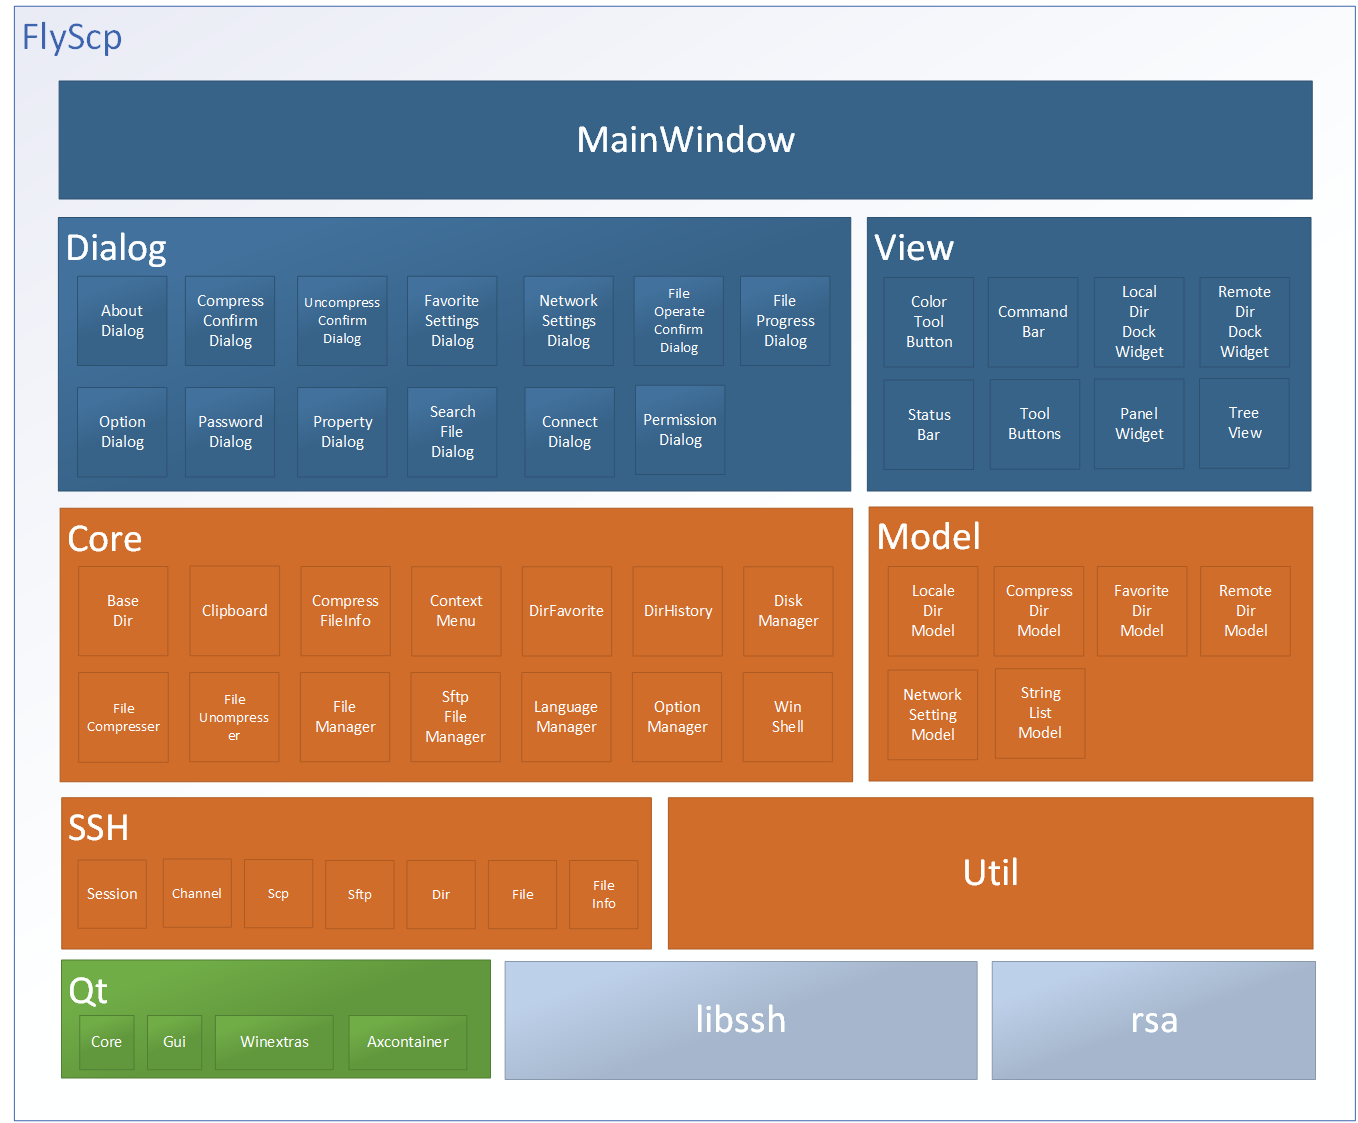 FlyScp
MainWindow
Dialog
About
Dialog
Compress
Confirm
Dialog
Uncompress
Confirm
Dialog
Favorite
Settings
Dialog
Network
Settings
Dialog
File
Operate
Confirm
Dialog
File
Progress
Dialog
Option
Dialog
Password
Dialog
Property
Dialog
Search
File
Dialog
Connect
Dialog
Permission
Dialog
View
Color
Tool
Button
Command
Bar
Local
Dir
Dock
Widget
Remote
Dir
Dock
Widget
Status
Bar
Tool
Buttons
Panel
Widget
Tree
View
Core
Base
Dir
Clipboard
Compress
FileInfo
Context
Menu
DirFavorite
DirHistory
Disk
Manager
File
Compresser
File
Unompress
er
File
Manager
Sftp
File
Manager
Language
Manager
Option
Manager
Win
Shell
Model
Locale
Dir
Model
Compress
Dir
Model
Favorite
Dir
Model
Remote
Dir
Model
Network
Setting
Model
String
List
Model
SSH
Session
Channel
Scp
Sftp
Dir
File
File
Info
Util
Qt
Core
Gui
Winextras
Axcontainer
libssh
rsa